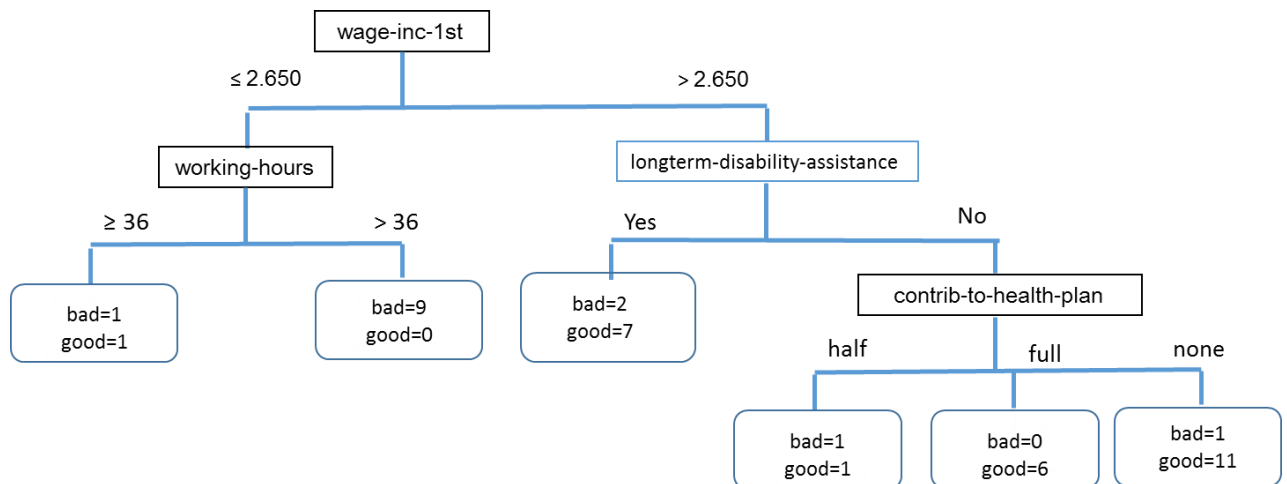 wage-inc-1st
≤ 2.650
> 2.650
working-hours
longterm-disability-assistance
≥ 36
> 36
Yes
No
bad=1
good=1
bad=9
good=0
bad=2
good=7
contrib-to-health-plan
half
full
none
bad=1
good=1
bad=0
good=6
bad=1
good=11